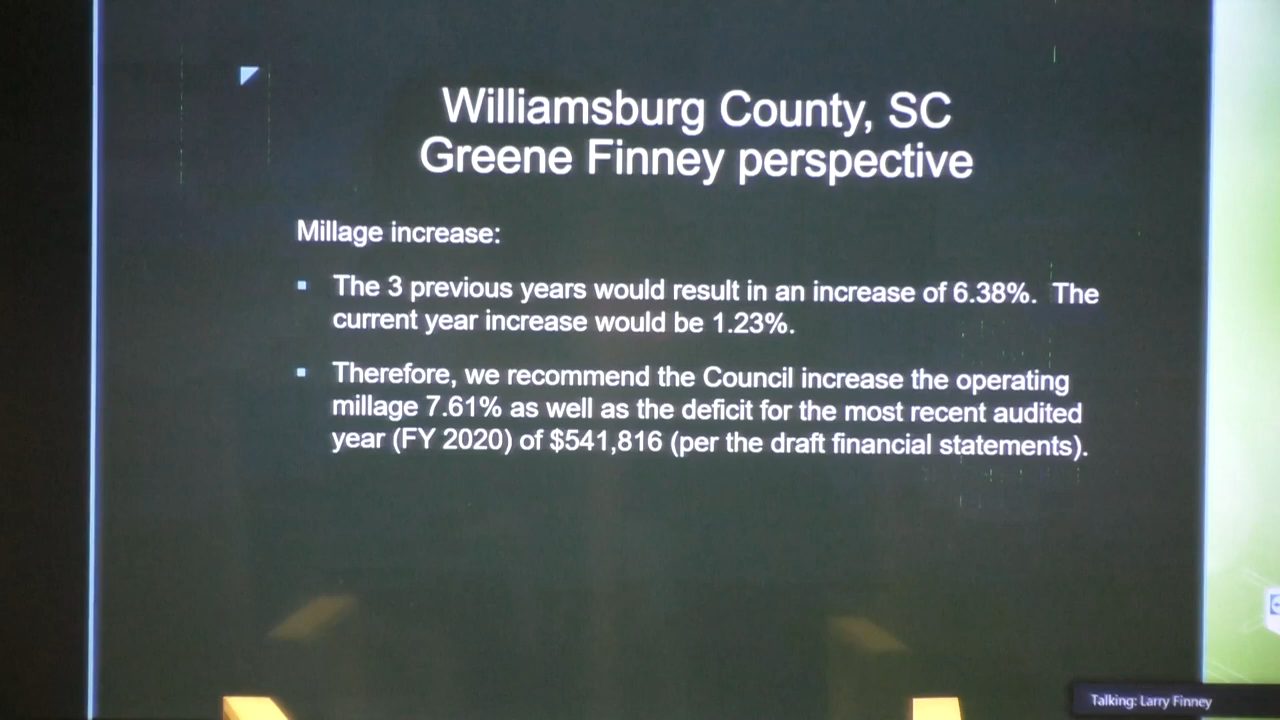 Williamsburg County, SC
Greene Finney perspective
Millage increase:
▪ The 3 previous years would result in an increase of 6.38%. The
current year increase would be 1.23%.
▪ Therefore, we recommend the Council increase the operating
millage 7.61% as well as the deficit for the most recent audited
year (FY 2020) of $541,816 (per the draft financial statements).
Talking: Larry Finney